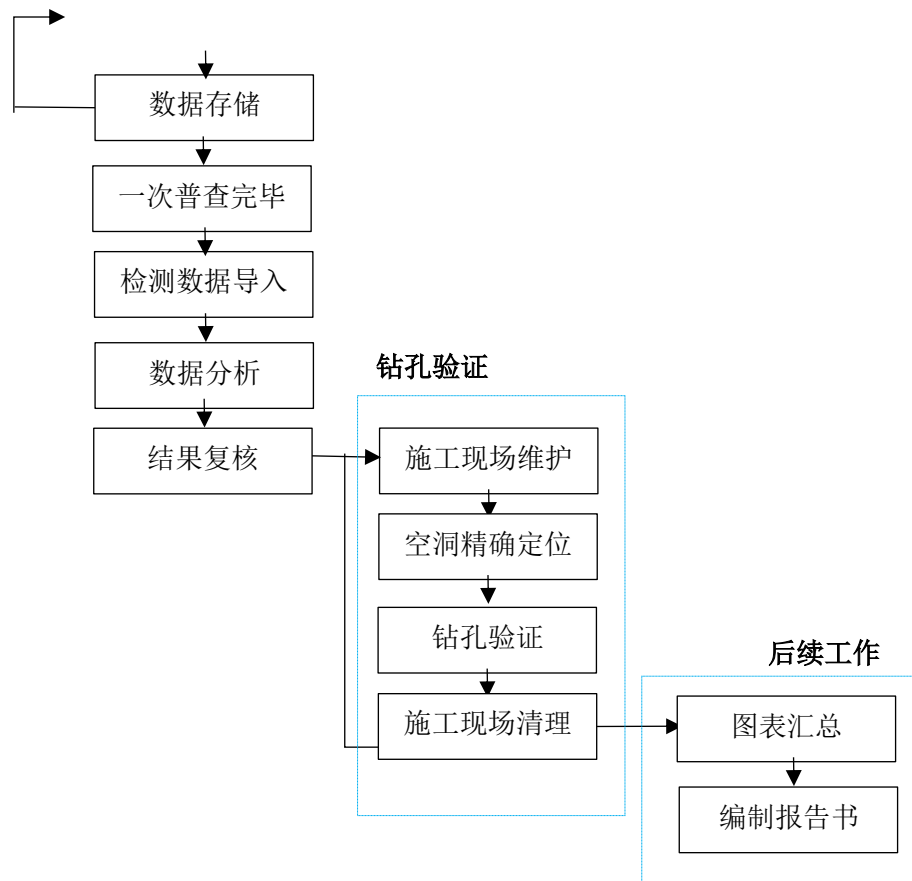 数据存储
一次普查完毕
检测数据导入
数据分析
结果复核
钻孔验证
施工现场维护
空洞精确定位
钻孔验证
施工现场清理
后续工作
图表汇总
编制报告书